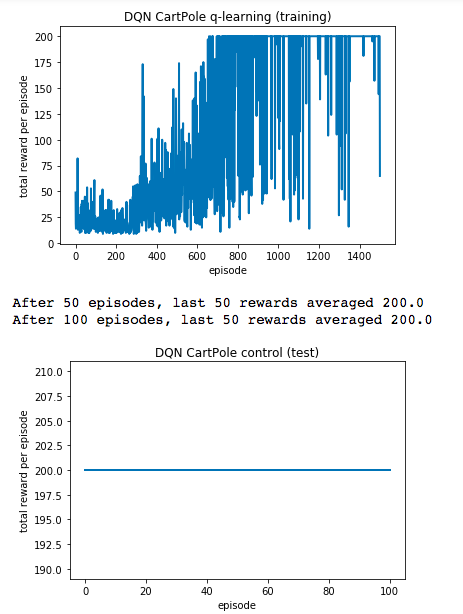 DQN CartPole q-learning (training)
total reward per episode
200
175
150
125
100
75
50
25
0
0 200 400 600 800 1000 1200 1400
episode
After 50 episodes, last 50 rewards averaged 200.0
After 100 episodes, last 50 rewards averaged 200.0
DQN CartPole control (test)
total reward per episode
210.0
207.5
205.0
202.5
200.0
197.5
195.0
192.5
190.0
0 20 40 60 80 100
episode